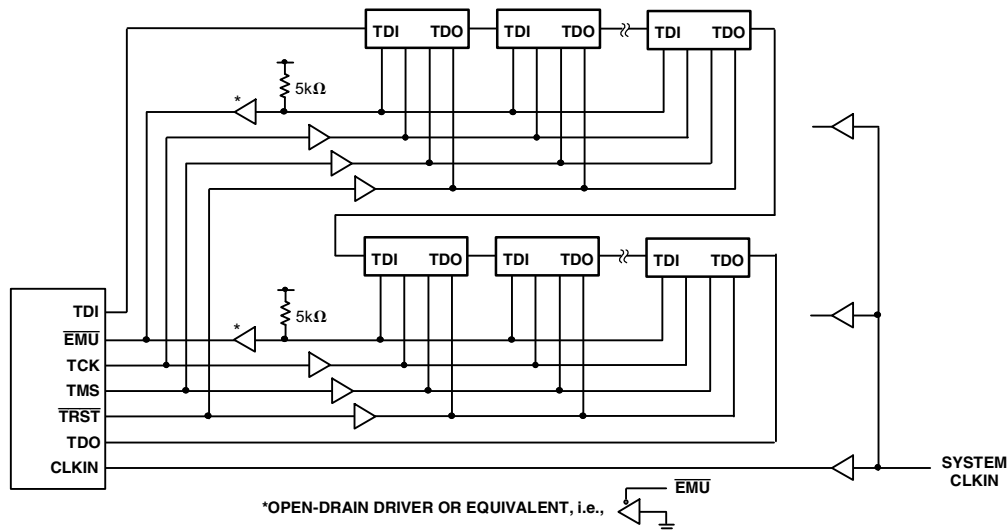 TDI TDO TDI TDO TDI TDO
5kΩ
*
TDI TDO TDI TDO TDI TDO
5kΩ
*
TDI
EMU
TCK
TMS
TRST
TDO
CLKIN
SYSTEM
CLKIN
*OPEN-DRAIN DRIVER OR EQUIVALENT, i.e.,
EMU